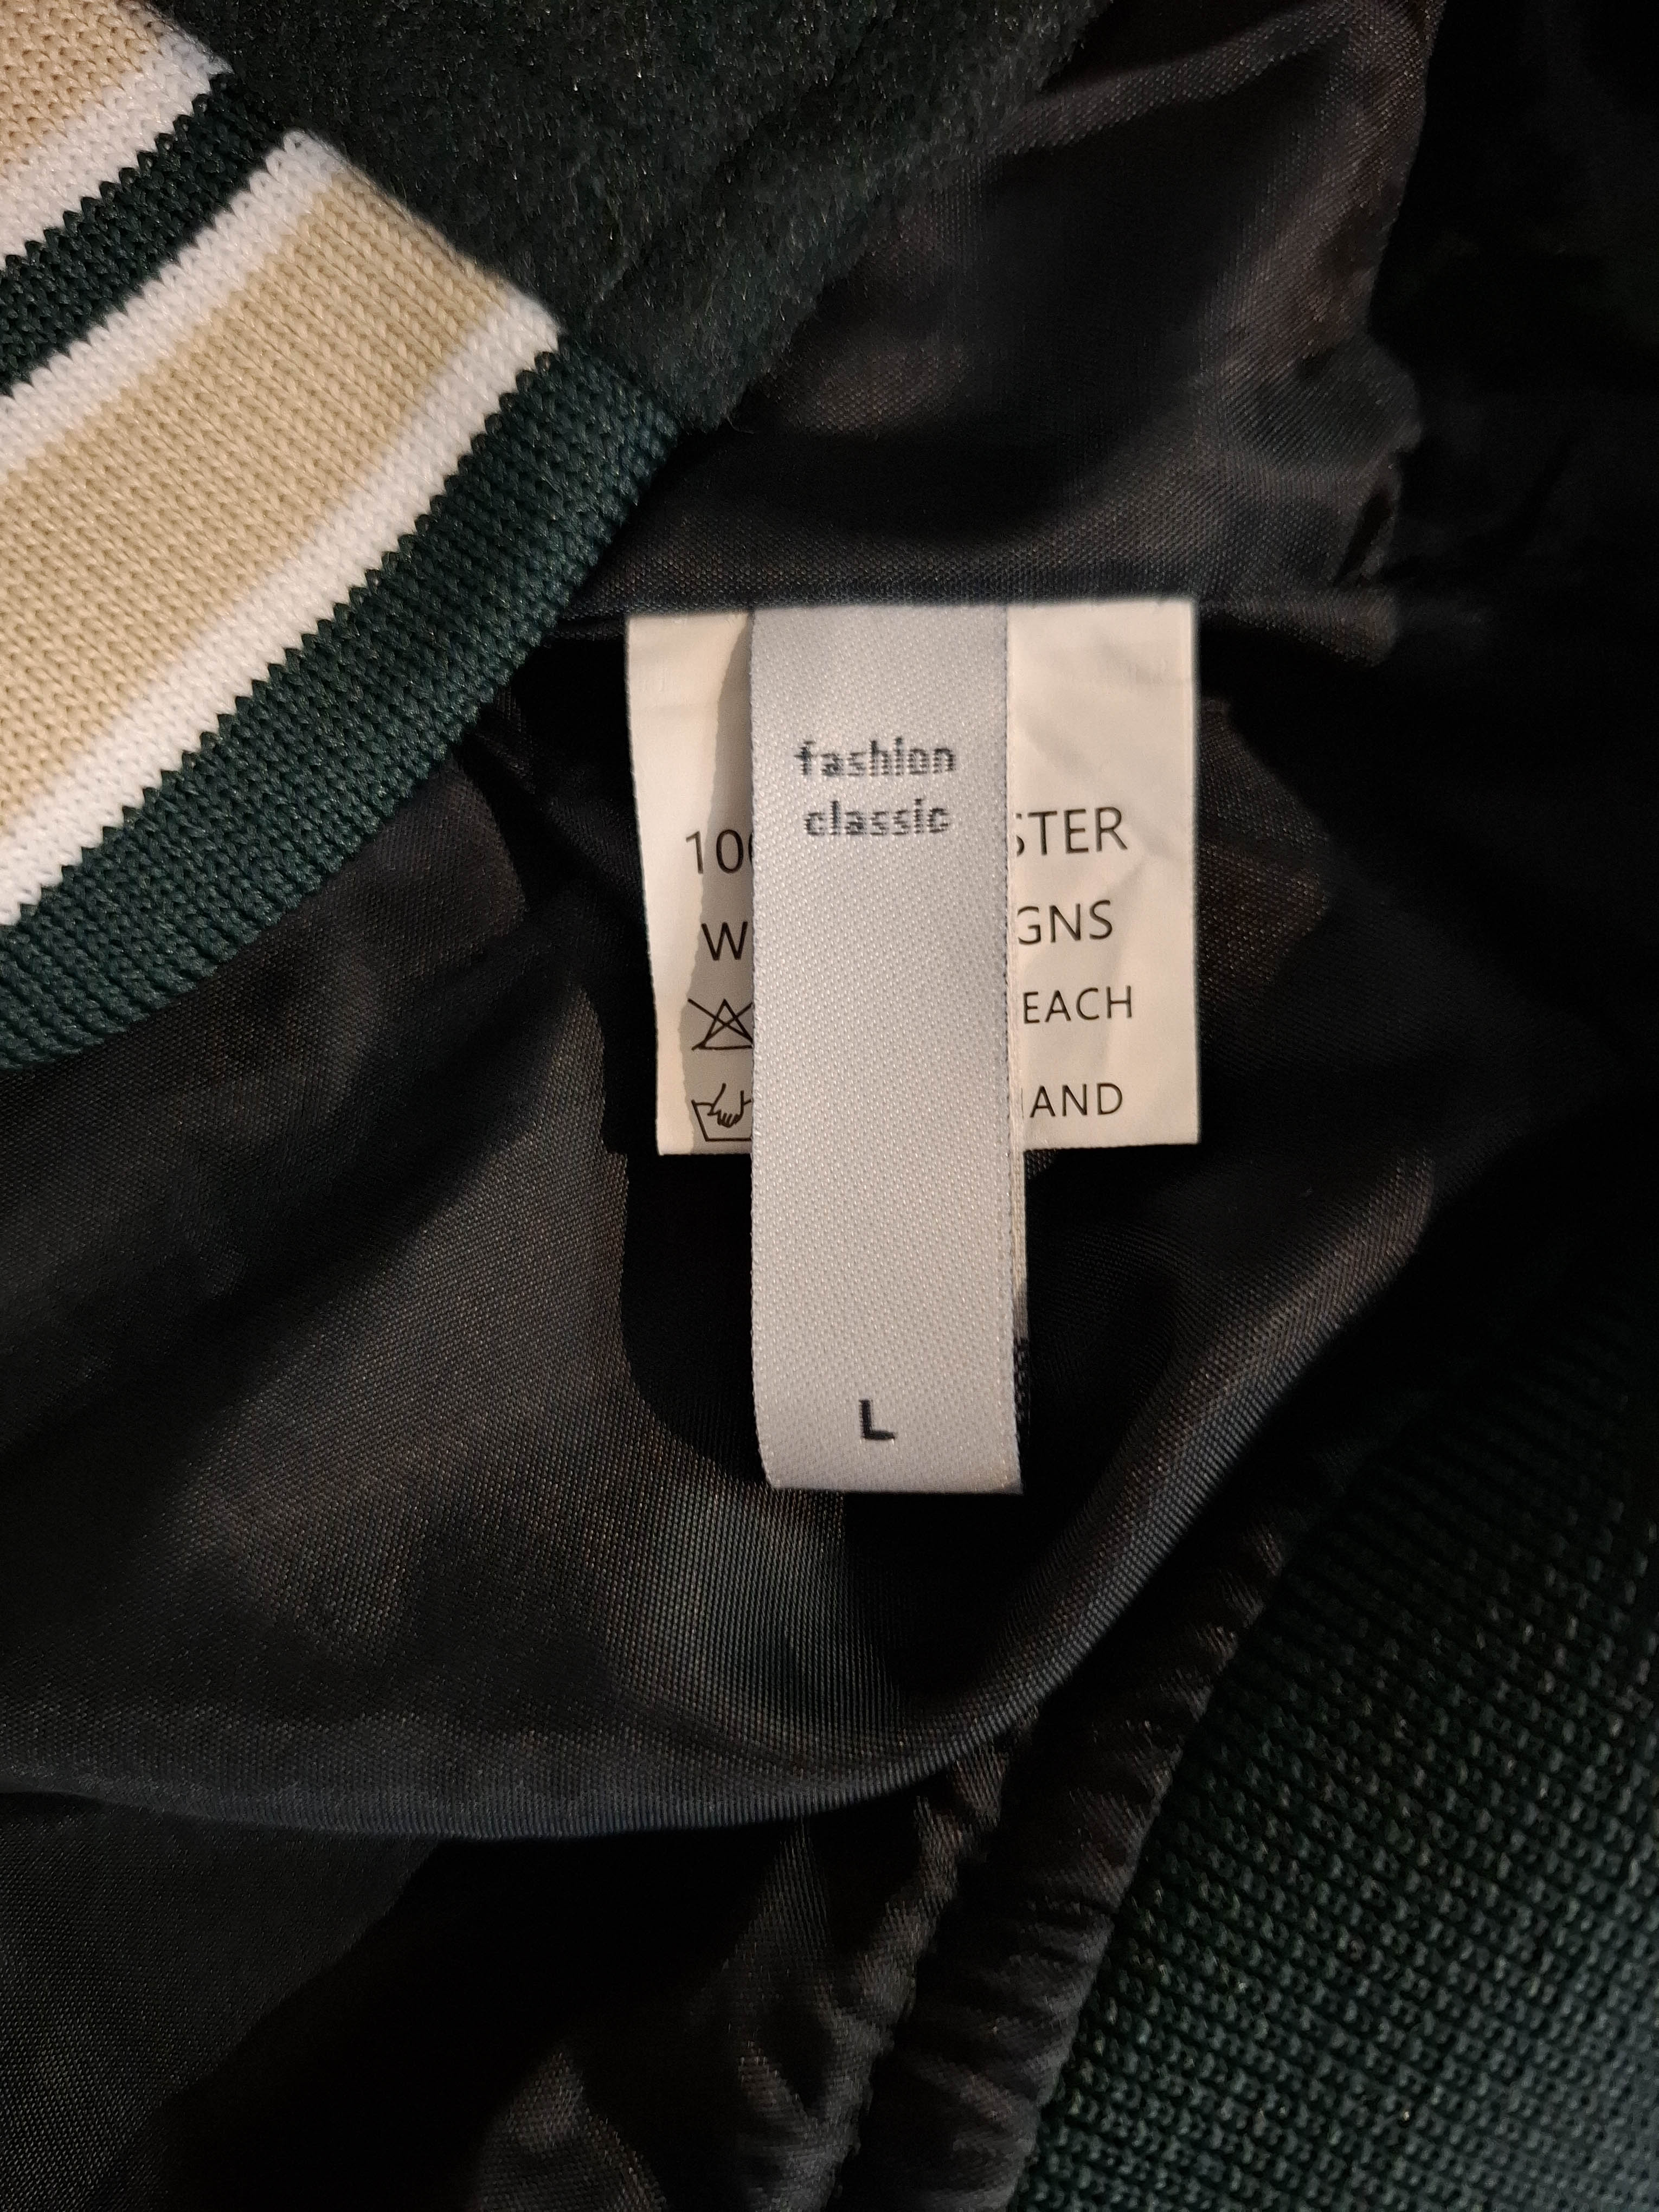 fashion
classic
L
10 STER
W GNS
EACH
AND